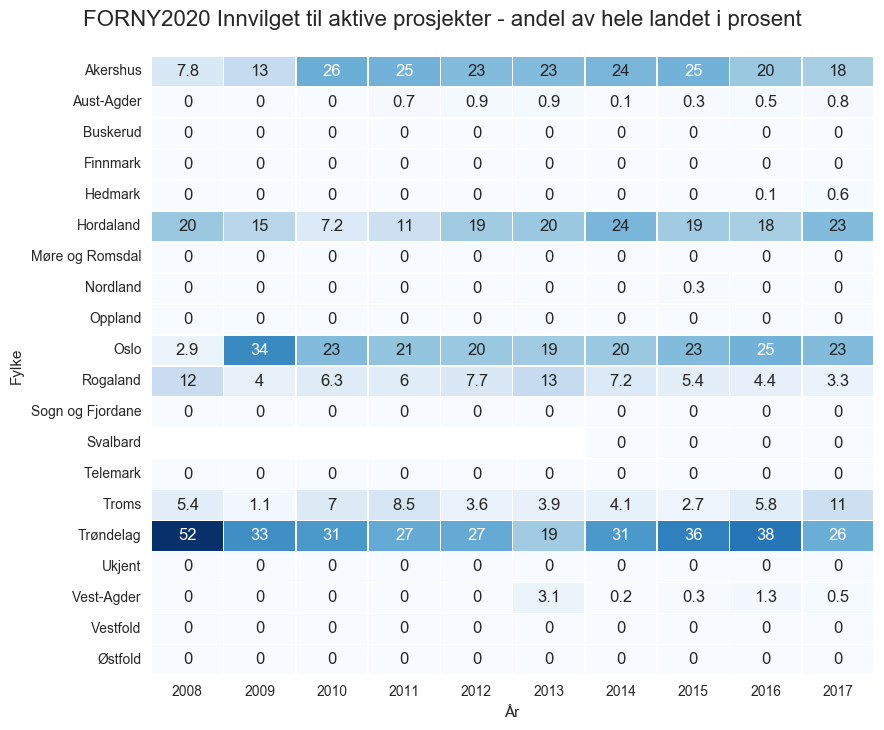 FORNY2020 Innvilget til aktive prosjekter - andel av hele landet i prosent
Akershus 7.8 13 26 25 23 23 24 25 20 18
Aust-Agder 0 0 0 0.7 0.9 0.9 0.1 0.3 0.5 0.8
Buskerud 0 0 0 0 0 0 0 0 0 0
Finnmark 0 0 0 0 0 0 0 0 0 0
Hedmark 0 0 0 0 0 0 0 0 0.1 0.6
Hordaland 20 15 7.2 11 19 20 24 19 18 23
Møre og Romsdal 0 0 0 0 0 0 0 0 0 0
Nordland 0 0 0 0 0 0 0 0.3 0 0
Oppland 0 0 0 0 0 0 0 0 0 0
Oslo 2.9 34 23 21 20 19 20 23 25 23
Fylke
Rogaland 12 4 6.3 6 7.7 13 7.2 5.4 4.4 3.3
Sogn og Fjordane 0 0 0 0 0 0 0 0 0 0
Svalbard 0 0 0 0
Telemark 0 0 0 0 0 0 0 0 0 0
Troms 5.4 1.1 7 8.5 3.6 3.9 4.1 2.7 5.8 11
Trøndelag 52 33 31 27 27 19 31 36 38 26
Ukjent 0 0 0 0 0 0 0 0 0 0
Vest-Agder 0 0 0 0 0 3.1 0.2 0.3 1.3 0.5
Vestfold 0 0 0 0 0 0 0 0 0 0
Østfold 0 0 0 0 0 0 0 0 0 0
2008 2009 2010 2011 2012 2013 2014 2015 2016 2017
År